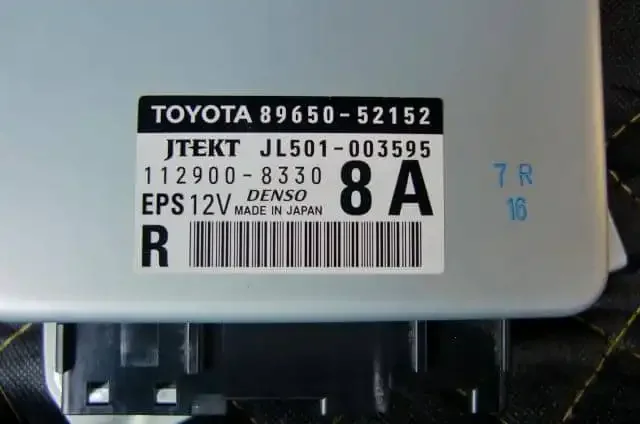 TOYOTA 89650-52152
JTEKT JL501-003595
112900-8330
DENSO
8A
EPS 12V MADE IN JAPAN
R
7 R
16